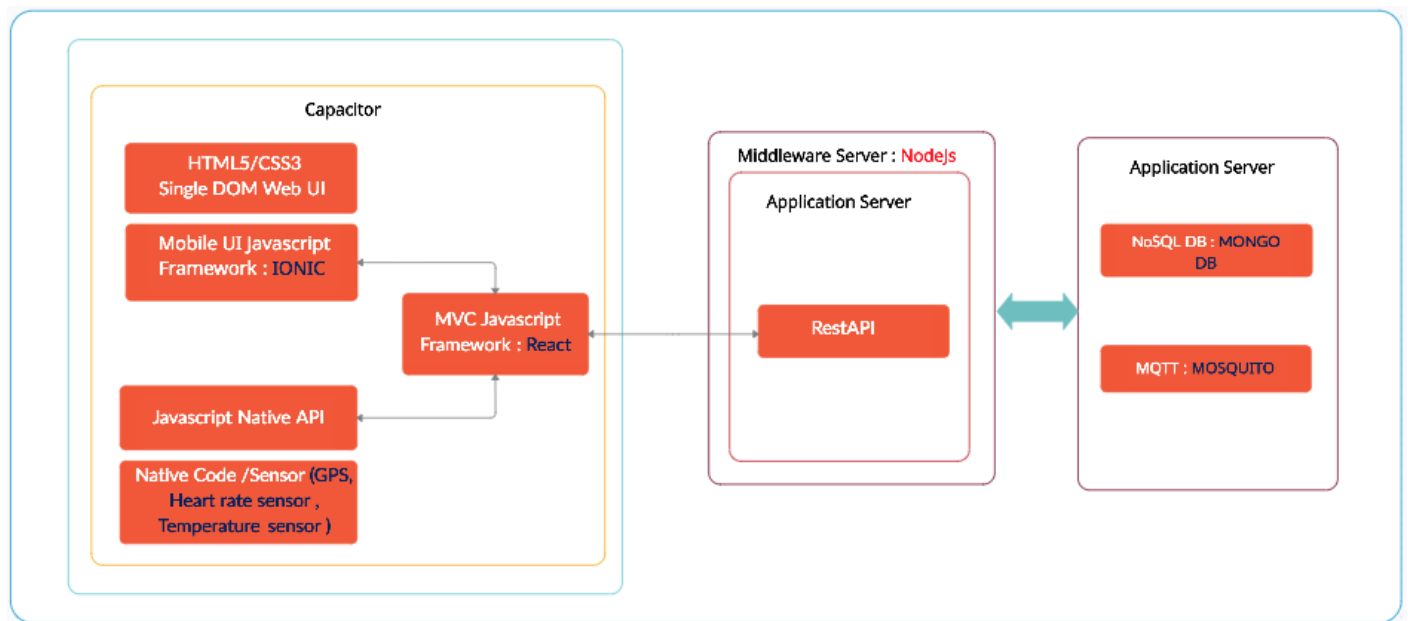 Capacitor
HTML5/CSS3
Single DOM Web UI
Mobile UI Javascript
Framework : IONIC
MVC Javascript
Framework : React
Javascript Native API
Native Code /Sensor (GPS,
Heart rate sensor ,
Temperature sensor )
Middleware Server : NodeJs
Application Server
RestAPI
Application Server
NoSQL DB : MONGO
DB
MQTT : MOSQUITO